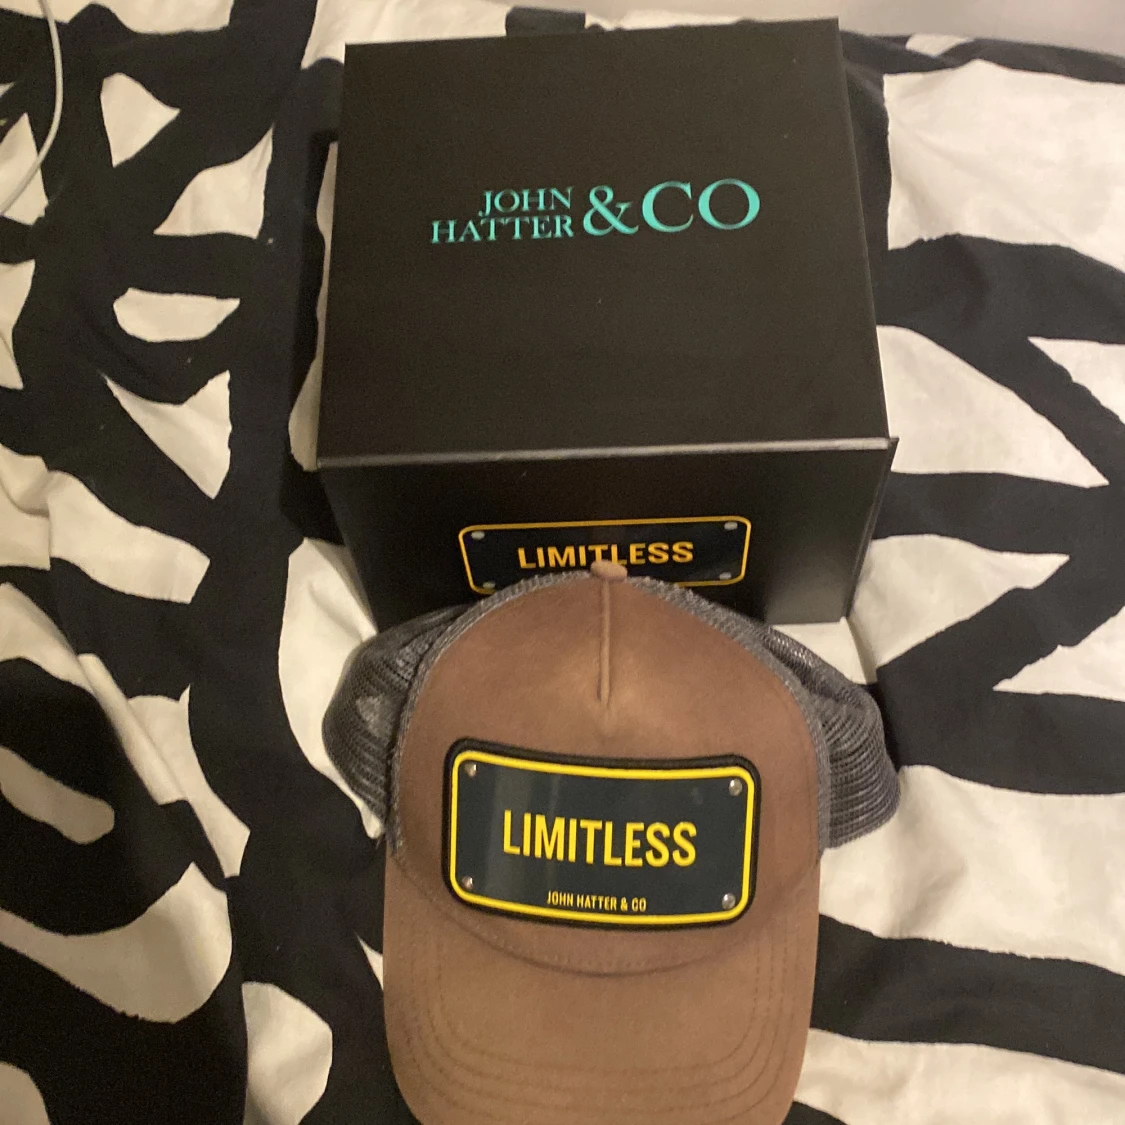 JOHN
HATTER &CO
LIMITLESS
LIMITLESS
JOHN HATTER & CO